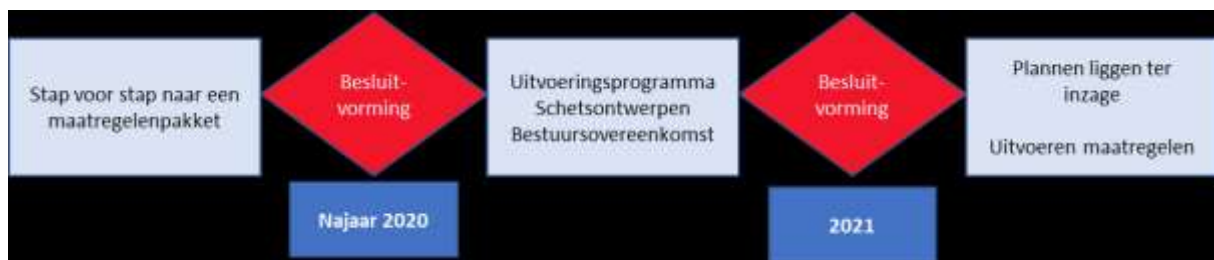 Stap voor stap naar een
maatregelenpakket
Besluit-
vorming
Najaar 2020
Uitvoeringsprogramma
Schetsontwerpen
Bestuursovereenkomst
Besluit-
vorming
2021
Plannen liggen ter
inzage
Uitvoeren maatregelen